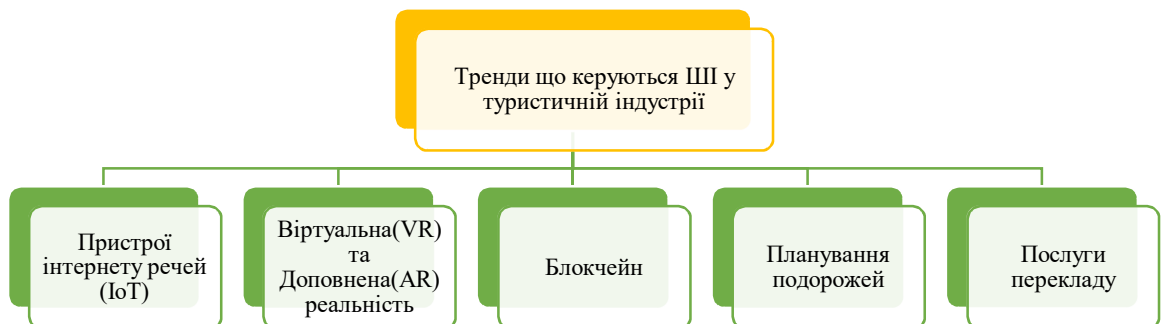 Тренди що керуються ШІ у
туристичній індустрії
Пристрої
інтернету речей
(IoT)
Віртуальна(VR)
та
Доповнена(AR)
реальність
Блокчейн
Планування
подорожей
Послуги
перекладу